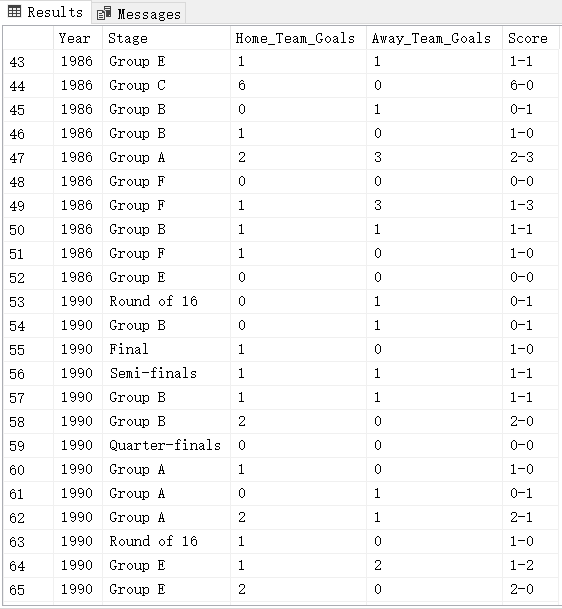 Results Messages
Year Stage Home_Team_Goals Away_Team_Goals Score
43 1986 Group E 1 1 1-1
44 1986 Group C 6 0 6-0
45 1986 Group B 0 1 0-1
46 1986 Group B 1 0 1-0
47 1986 Group A 2 3 2-3
48 1986 Group F 0 0 0-0
49 1986 Group F 1 3 1-3
50 1986 Group B 1 1 1-1
51 1986 Group F 1 0 1-0
52 1986 Group E 0 0 0-0
53 1990 Round of 16 0 1 0-1
54 1990 Group B 0 1 0-1
55 1990 Final 1 0 1-0
56 1990 Semi-finals 1 1 1-1
57 1990 Group B 1 1 1-1
58 1990 Group B 2 0 2-0
59 1990 Quarter-finals 0 0 0-0
60 1990 Group A 1 0 1-0
61 1990 Group A 0 1 0-1
62 1990 Group A 2 1 2-1
63 1990 Round of 16 1 0 1-0
64 1990 Group E 1 2 1-2
65 1990 Group E 2 0 2-0